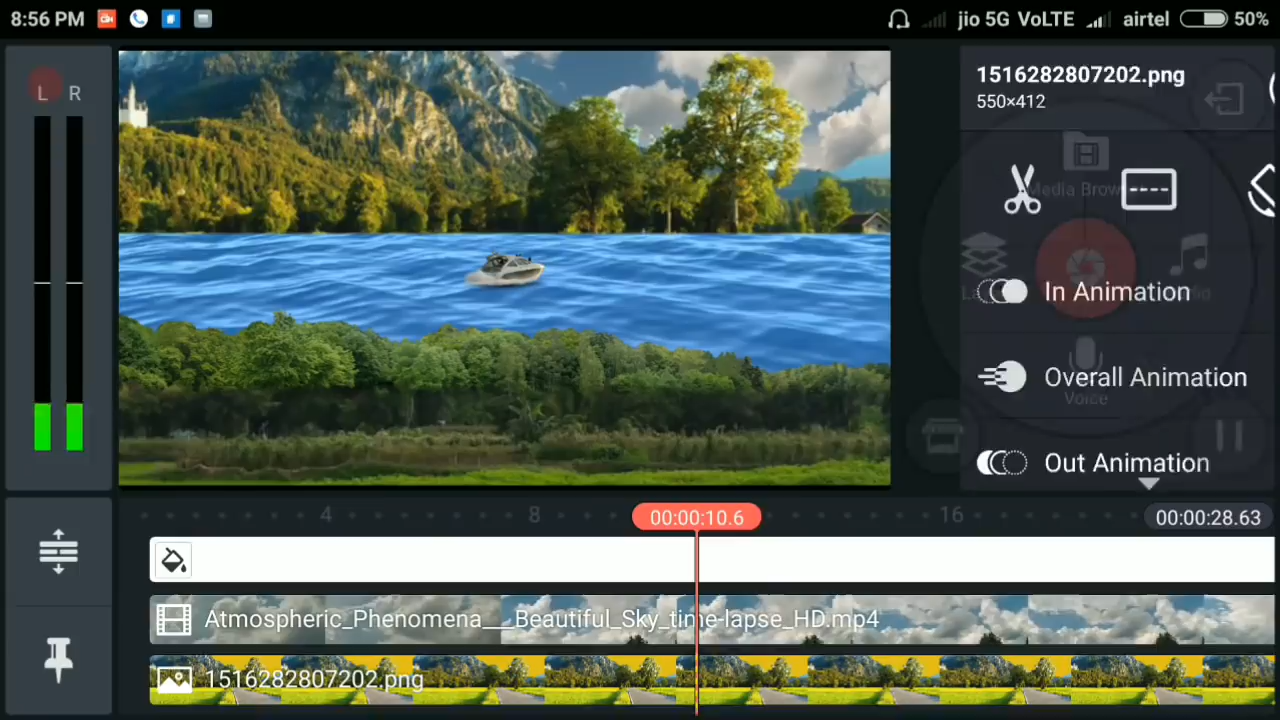 8:56 PM jio 5G VoLTE airtel 50%
L R
1516282807202.png
550×412
Media Brow
In Animation
Overall Animation
Voice
Out Animation
4 8 00:00:10.6 16 00:00:28.63
Atmospheric_Phenomena__Beautiful_Sky_time-lapse_HD.mp4
1516282807202.png